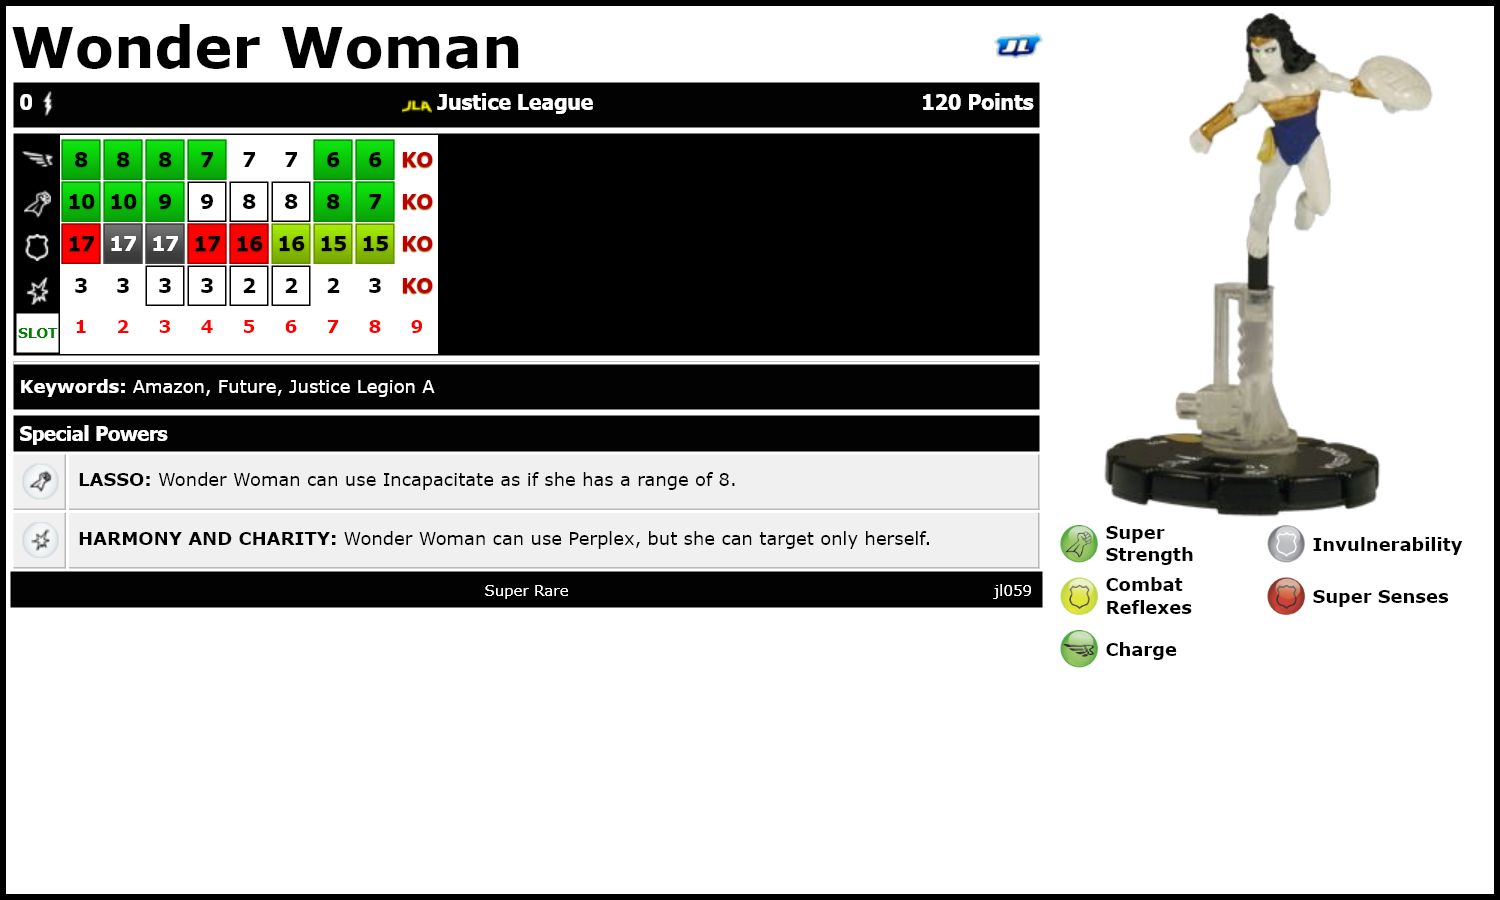 Wonder Woman
JL
0 JLA Justice League 120 Points
8 8 8 7 7 7 6 6 KO
10 10 9 9 8 8 8 7 KO
17 17 17 17 16 16 15 15 KO
3 3 3 3 2 2 2 3 KO
SLOT 1 2 3 4 5 6 7 8 9
Keywords: Amazon, Future, Justice Legion A
Special Powers
LASSO: Wonder Woman can use Incapacitate as if she has a range of 8.
HARMONY AND CHARITY: Wonder Woman can use Perplex, but she can target only herself.
Super Rare jl059
Super
Strength
Invulnerability
Combat
Reflexes
Super Senses
Charge